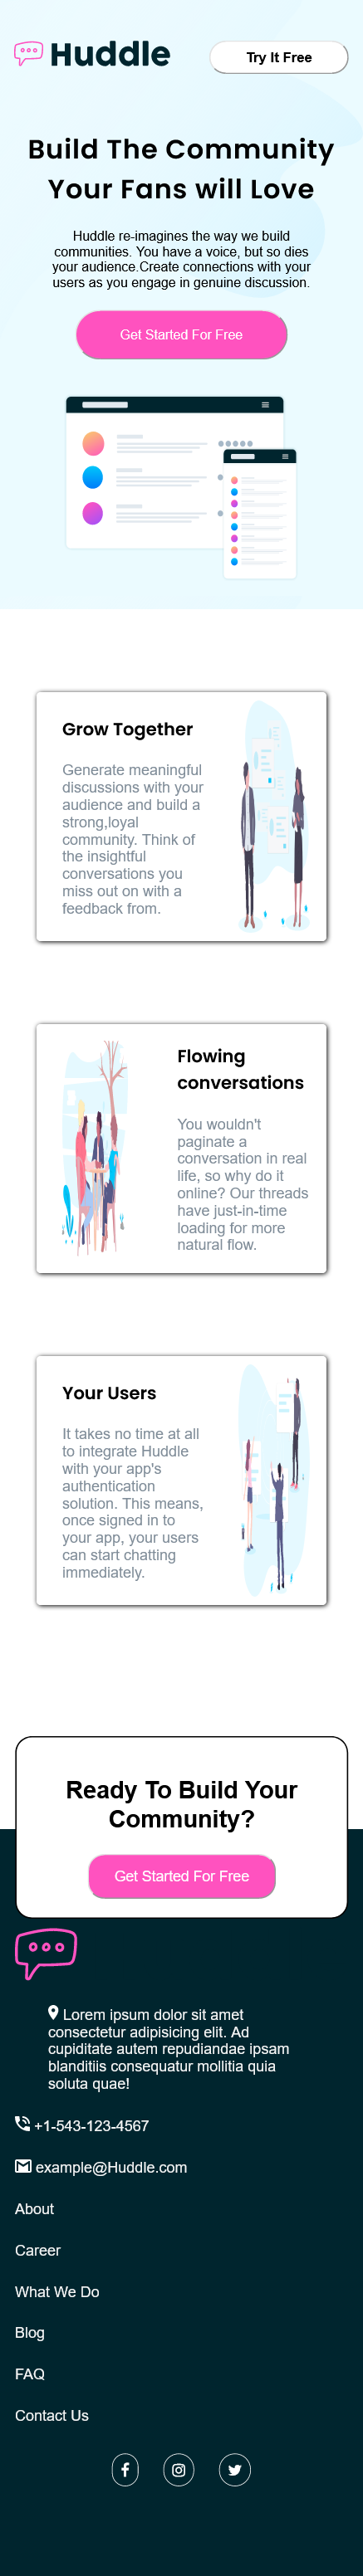 Huddle
Try It Free
Build The Community
Your Fans will Love
Huddle re-imagines the way we build
communities. You have a voice, but so dies
your audience.Create connections with your
users as you engage in genuine discussion.
Get Started For Free
Grow Together
Generate meaningful
discussions with your
audience and build a
strong,loyal
community. Think of
the insightful
conversations you
miss out on with a
feedback from.
Flowing
conversations
You wouldn't
paginate a
conversation in real
life, so why do it
online? Our threads
have just-in-time
loading for more
natural flow.
Your Users
It takes no time at all
to integrate Huddle
with your app's
authentication
solution. This means,
once signed in to
your app, your users
can start chatting
immediately.
Ready To Build Your
Community?
Get Started For Free
Lorem ipsum dolor sit amet
consectetur adipisicing elit. Ad
cupiditate autem repudiandae ipsam
blanditiis consequatur mollitia quia
soluta quae!
+1-543-123-4567
example@Huddle.com
About
Career
What We Do
Blog
FAQ
Contact Us